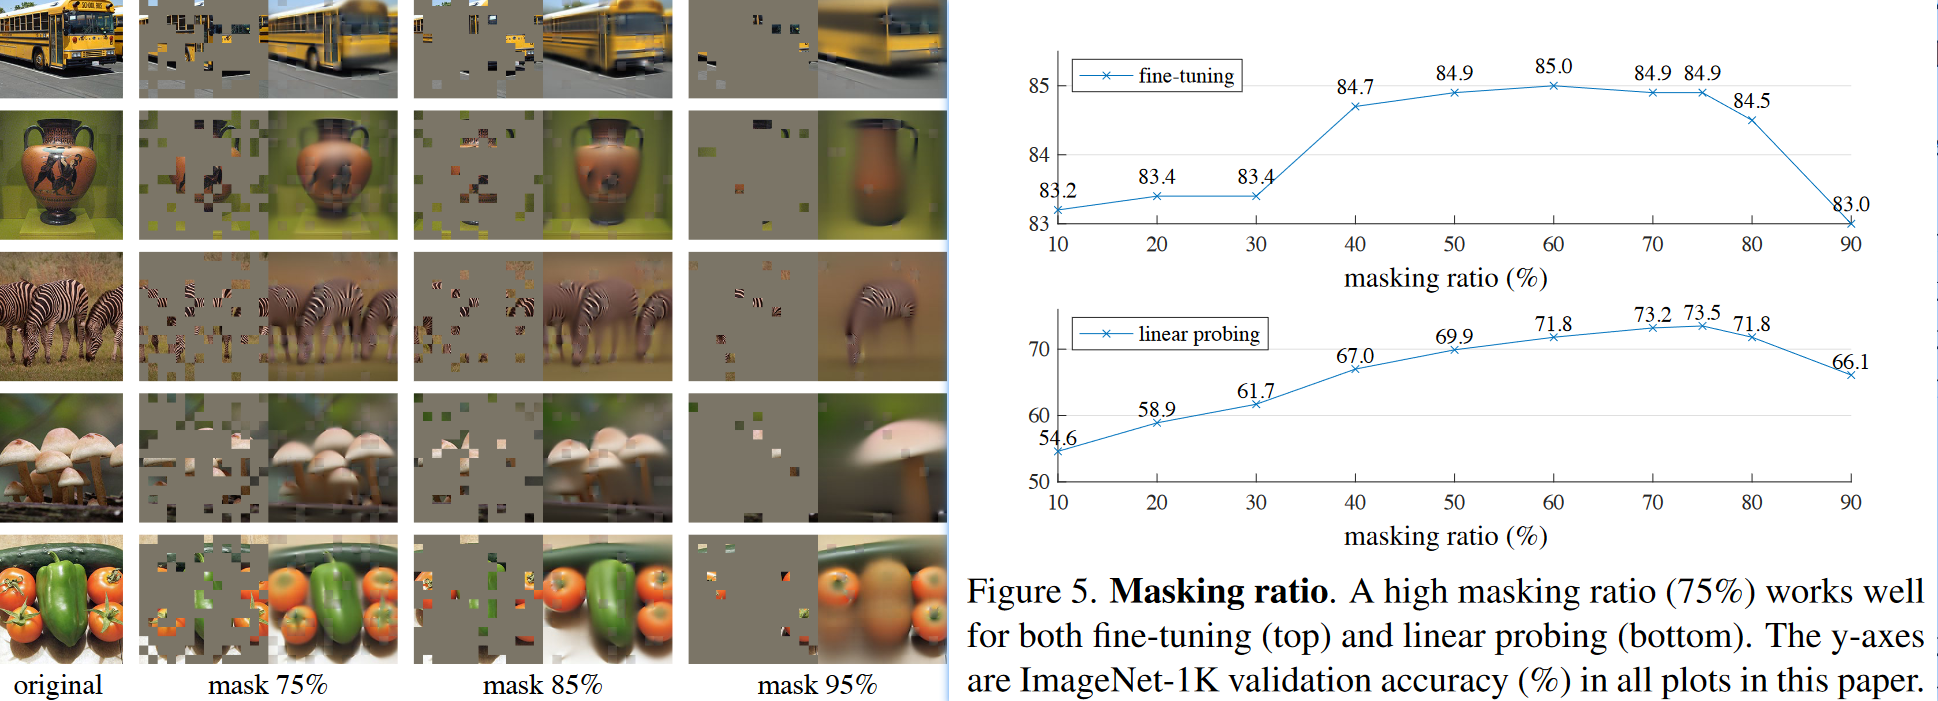 SCHOOL BUS
original
mask 75%
mask 85%
mask 95%
fine-tuning
85
84
83
83.2
83.4
83.4
84.7
84.9
85.0
84.9
84.9
84.5
83.0
10 20 30 40 50 60 70 80 90
masking ratio (%)
linear probing
70
60
50
54.6
58.9
61.7
67.0
69.9
71.8
73.2
73.5
71.8
66.1
10 20 30 40 50 60 70 80 90
masking ratio (%)
Figure 5. Masking ratio. A high masking ratio (75%) works well
for both fine-tuning (top) and linear probing (bottom). The y-axes
are ImageNet-1K validation accuracy (%) in all plots in this paper.